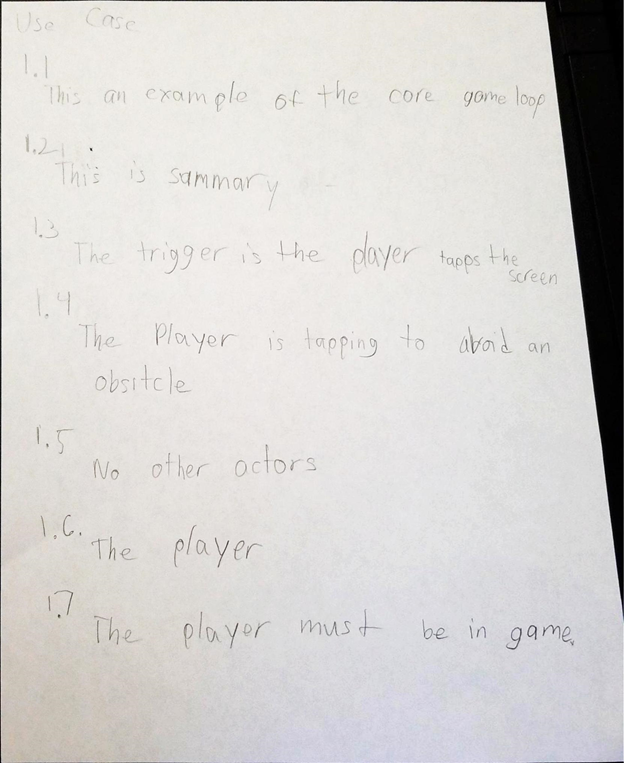 Use Case
1.1
This an example of the core game loop
1.2
This is sammary
1.3
The trigger is the player tapps the
screen
1.4
The Player is tapping to aboid an
obsitcle
1.5
No other actors
1.6.
The player
1.7
The player must be in game.